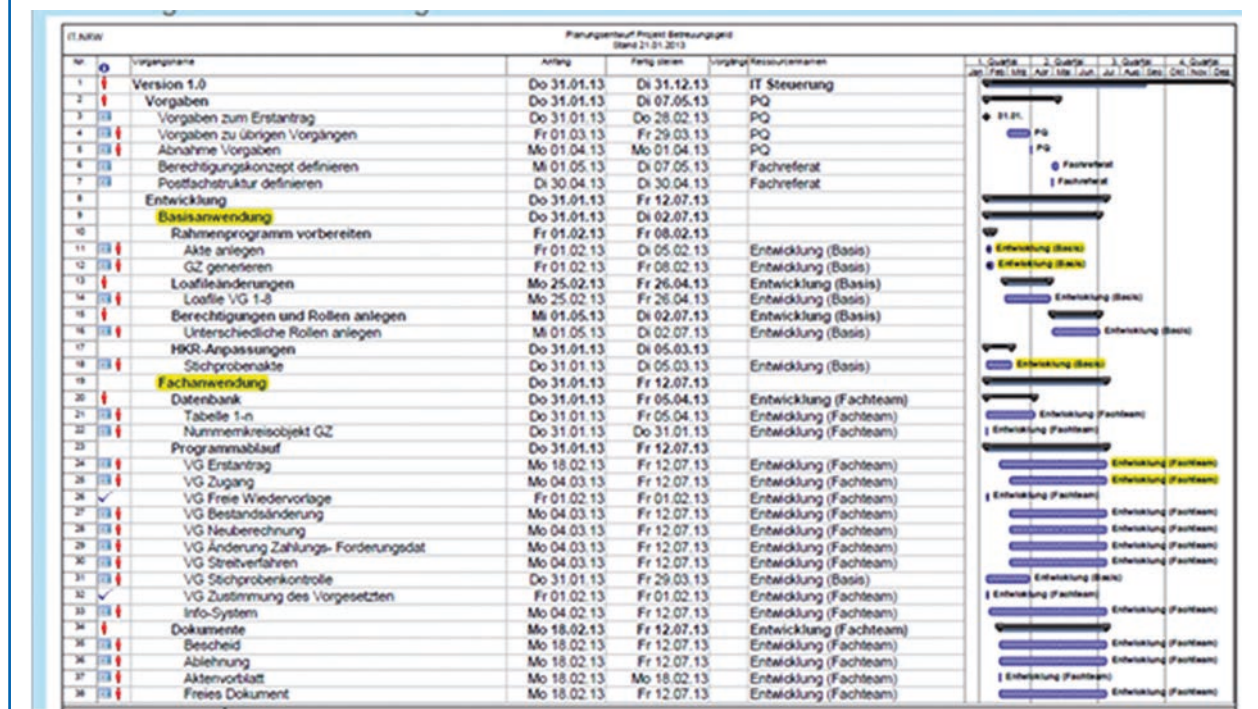 IT.NRW
Planungsentwurf Projekt Betreuungsgeld
Stand 21.01.2013
Nr. Vorgangsname Anfang Fertig stellen Vorgänge Ressourcennamen 1. Quartal 2. Quartal 3. Quartal 4. Quartal
Jan Feb Mrz Apr Mai Jun Jul Aug Sep Okt Nov Dez
1 Version 1.0 Do 31.01.13 Di 31.12.13 IT Steuerung
2 Vorgaben Do 31.01.13 Di 07.05.13 PQ
3 Vorgaben zum Erstantrag Do 31.01.13 Do 28.02.13 PQ 31.01.
4 Vorgaben zu übrigen Vorgängen Fr 01.03.13 Fr 29.03.13 PQ PQ
5 Abnahme Vorgaben Mo 01.04.13 Mo 01.04.13 PQ PQ
6 Berechtigungskonzept definieren Mi 01.05.13 Di 07.05.13 Fachreferat Fachreferat
7 Postfachstruktur definieren Di 30.04.13 Di 30.04.13 Fachreferat Fachreferat
8 Entwicklung Do 31.01.13 Fr 12.07.13
9 Basisanwendung Do 31.01.13 Di 02.07.13
10 Rahmenprogramm vorbereiten Fr 01.02.13 Fr 08.02.13
11 Akte anlegen Fr 01.02.13 Di 05.02.13 Entwicklung (Basis) Entwicklung (Basis)
12 GZ generieren Fr 01.02.13 Fr 08.02.13 Entwicklung (Basis) Entwicklung (Basis)
13 Loafileänderungen Mo 25.02.13 Fr 26.04.13 Entwicklung (Basis)
14 Loafile VG 1-8 Mo 25.02.13 Fr 26.04.13 Entwicklung (Basis) Entwicklung (Basis)
15 Berechtigungen und Rollen anlegen Mi 01.05.13 Di 02.07.13 Entwicklung (Basis)
16 Unterschiedliche Rollen anlegen Mi 01.05.13 Di 02.07.13 Entwicklung (Basis) Entwicklung (Basis)
17 HKR-Anpassungen Do 31.01.13 Di 05.03.13
18 Stichprobenakte Do 31.01.13 Di 05.03.13 Entwicklung (Basis) Entwicklung (Basis)
19 Fachanwendung Do 31.01.13 Fr 12.07.13
20 Datenbank Do 31.01.13 Fr 05.04.13 Entwicklung (Fachteam)
21 Tabelle 1-n Do 31.01.13 Fr 05.04.13 Entwicklung (Fachteam) Entwicklung (Fachteam)
22 Nummernkreisobjekt GZ Do 31.01.13 Do 31.01.13 Entwicklung (Fachteam) Entwicklung (Fachteam)
23 Programmablauf Do 31.01.13 Fr 12.07.13
24 VG Erstantrag Mo 18.02.13 Fr 12.07.13 Entwicklung (Fachteam) Entwicklung (Fachteam)
25 VG Zugang Mo 04.03.13 Fr 12.07.13 Entwicklung (Fachteam) Entwicklung (Fachteam)
26 VG Freie Wiedervorlage Fr 01.02.13 Fr 01.02.13 Entwicklung (Fachteam) Entwicklung (Fachteam)
27 VG Bestandsänderung Mo 04.03.13 Fr 12.07.13 Entwicklung (Fachteam) Entwicklung (Fachteam)
28 VG Neuberechnung Mo 04.03.13 Fr 12.07.13 Entwicklung (Fachteam) Entwicklung (Fachteam)
29 VG Änderung Zahlungs- Forderungsdat Mo 04.03.13 Fr 12.07.13 Entwicklung (Fachteam) Entwicklung (Fachteam)
30 VG Streitverfahren Mo 04.03.13 Fr 12.07.13 Entwicklung (Fachteam) Entwicklung (Fachteam)
31 VG Stichprobenkontrolle Do 31.01.13 Fr 29.03.13 Entwicklung (Basis) Entwicklung (Basis)
32 VG Zustimmung des Vorgesetzten Fr 01.02.13 Fr 01.02.13 Entwicklung (Fachteam) Entwicklung (Fachteam)
33 Info-System Mo 04.02.13 Fr 12.07.13 Entwicklung (Fachteam) Entwicklung (Fachteam)
34 Dokumente Mo 18.02.13 Fr 12.07.13 Entwicklung (Fachteam)
35 Bescheid Mo 18.02.13 Fr 12.07.13 Entwicklung (Fachteam) Entwicklung (Fachteam)
36 Ablehnung Mo 18.02.13 Fr 12.07.13 Entwicklung (Fachteam) Entwicklung (Fachteam)
37 Aktenvorblatt Mo 18.02.13 Mo 18.02.13 Entwicklung (Fachteam) Entwicklung (Fachteam)
38 Freies Dokument Mo 18.02.13 Fr 12.07.13 Entwicklung (Fachteam) Entwicklung (Fachteam)